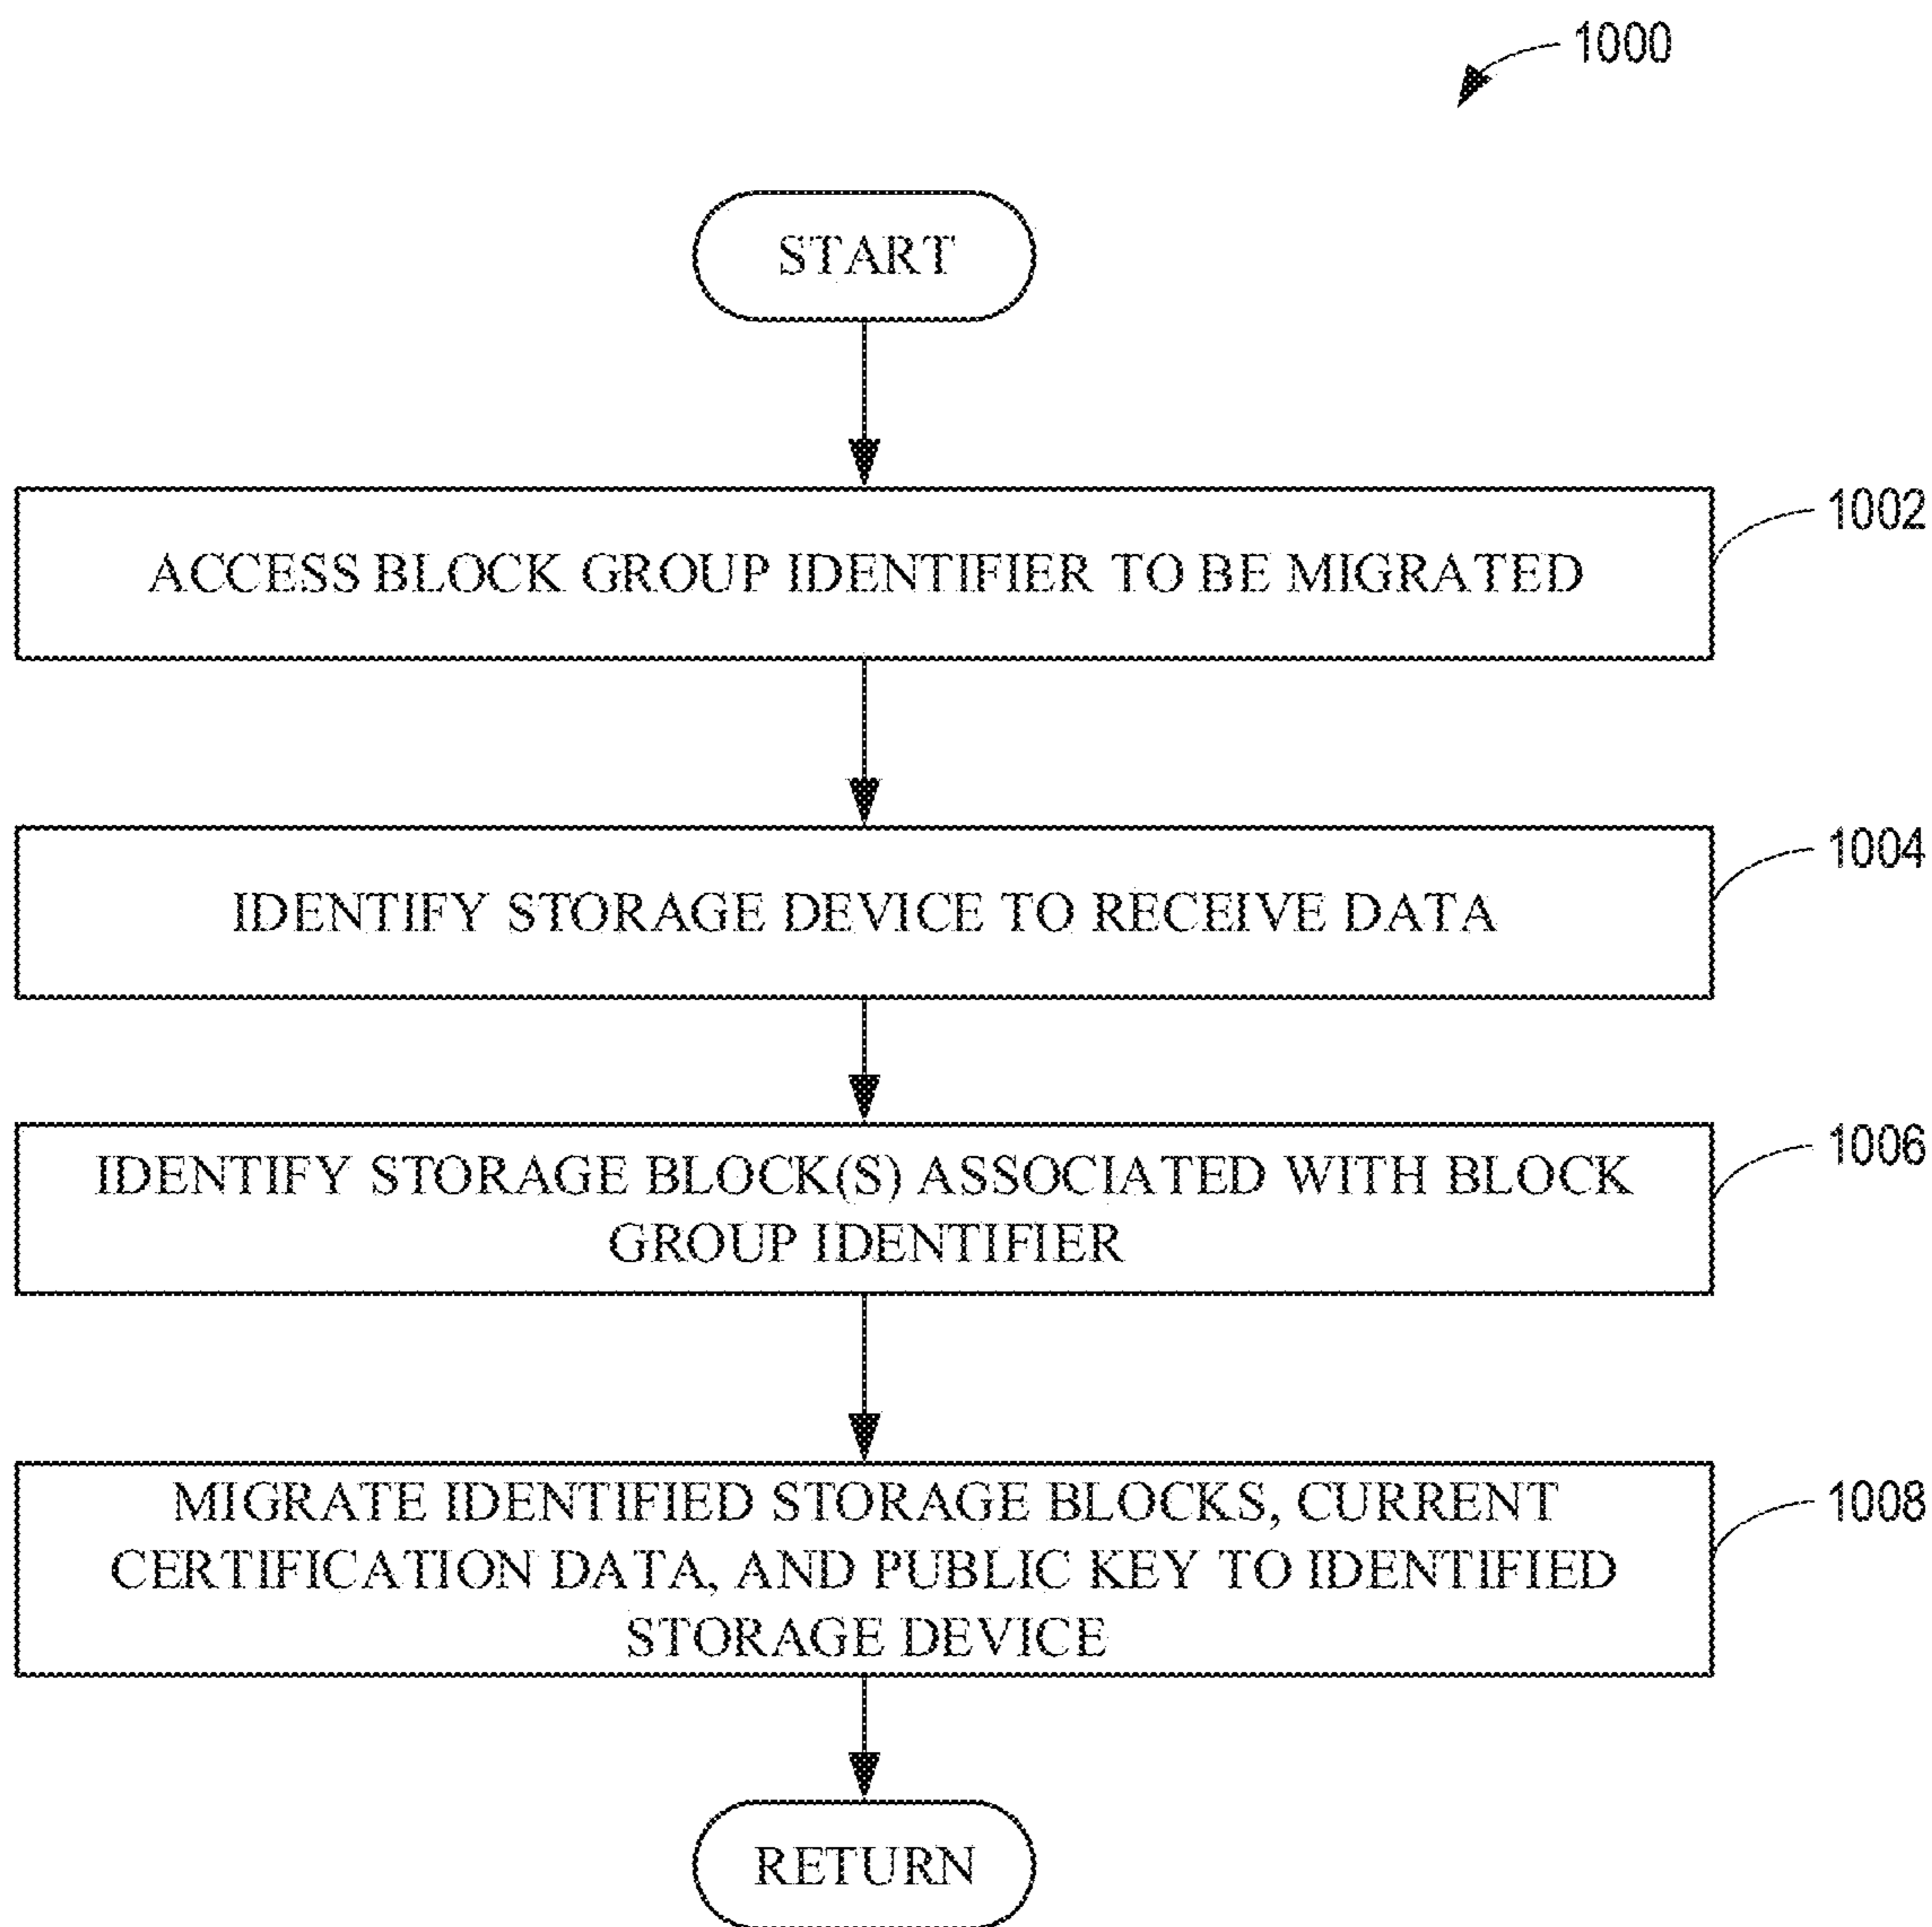 1000
START
ACCESS BLOCK GROUP IDENTIFIER TO BE MIGRATED
1002
IDENTIFY STORAGE DEVICE TO RECEIVE DATA
1004
IDENTIFY STORAGE BLOCK(S) ASSOCIATED WITH BLOCK
GROUP IDENTIFIER
1006
MIGRATE IDENTIFIED STORAGE BLOCKS, CURRENT
CERTIFICATION DATA, AND PUBLIC KEY TO IDENTIFIED
STORAGE DEVICE
1008
RETURN